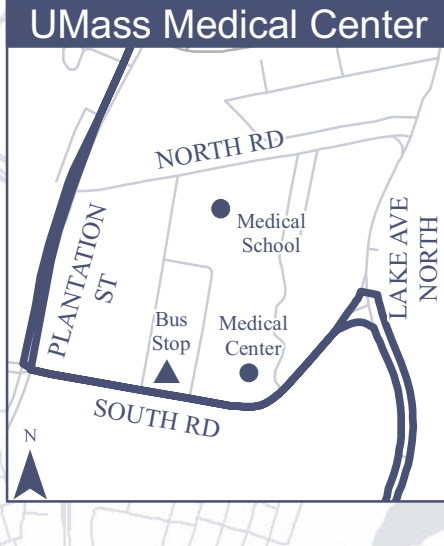 UMass Medical Center
NORTH RD
Medical
School
PLANTATION
ST
LAKE AVE
NORTH
Bus
Stop
Medical
Center
SOUTH RD
N